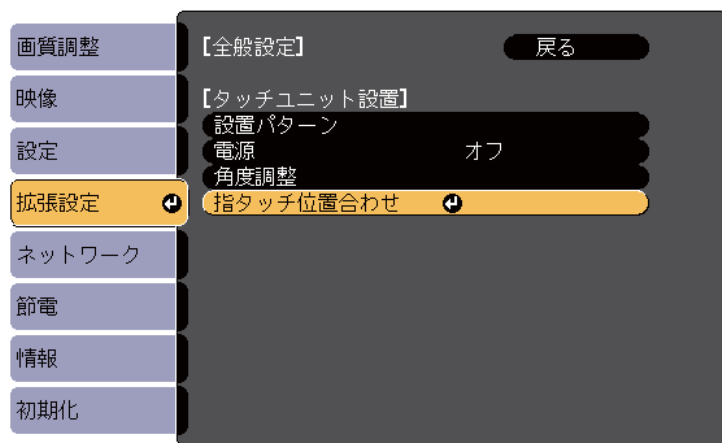 画質調整
映像
設定
拡張設定
ネットワーク
節電
情報
初期化
【全般設定】 戻る
【タッチユニット設置】
設置パターン
電源 オフ
角度調整
指タッチ位置合わせ